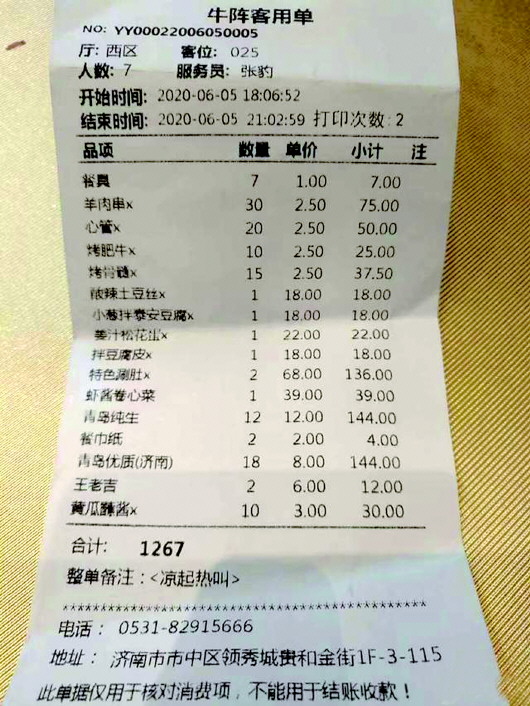 牛阵客用单
NO: YY00022006050005
厅: 西区 客位: 025
人数: 7 服务员: 张豹
开始时间: 2020-06-05 18:06:52
结束时间: 2020-06-05 21:02:59 打印次数: 2
品项 数量 单价 小计 注
餐具 7 1.00 7.00
羊肉串x 30 2.50 75.00
心管x 20 2.50 50.00
烤肥牛x 10 2.50 25.00
烤骨髓x 15 2.50 37.50
酸辣土豆丝x 1 18.00 18.00
小葱拌泰安豆腐x 1 18.00 18.00
姜汁松花蛋x 1 22.00 22.00
拌豆腐皮x 1 18.00 18.00
特色涮肚x 2 68.00 136.00
虾酱卷心菜 1 39.00 39.00
青岛纯生 12 12.00 144.00
餐巾纸 2 2.00 4.00
青岛优质(济南) 18 8.00 144.00
王老吉 2 6.00 12.00
黄瓜蘸酱x 10 3.00 30.00
合计: 1267
整单备注: <凉起热叫>
**********************************************
电话: 0531-82915666
地址: 济南市市中区领秀城贵和金街1F-3-115
此单据仅用于核对消费项，不能用于结账收款！